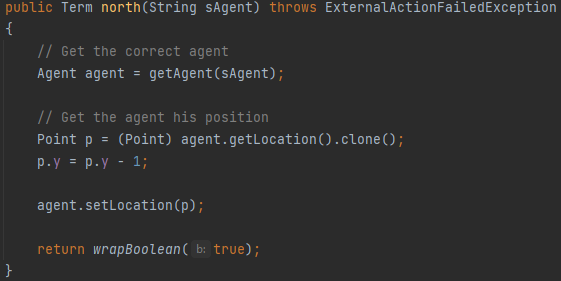 public Term north(String sAgent) throws ExternalActionFailedException
{
// Get the correct agent
Agent agent = getAgent(sAgent);
// Get the agent his position
Point p = (Point) agent.getLocation().clone();
p.y = p.y - 1;
agent.setLocation(p);
return wrapBoolean( b: true);
}